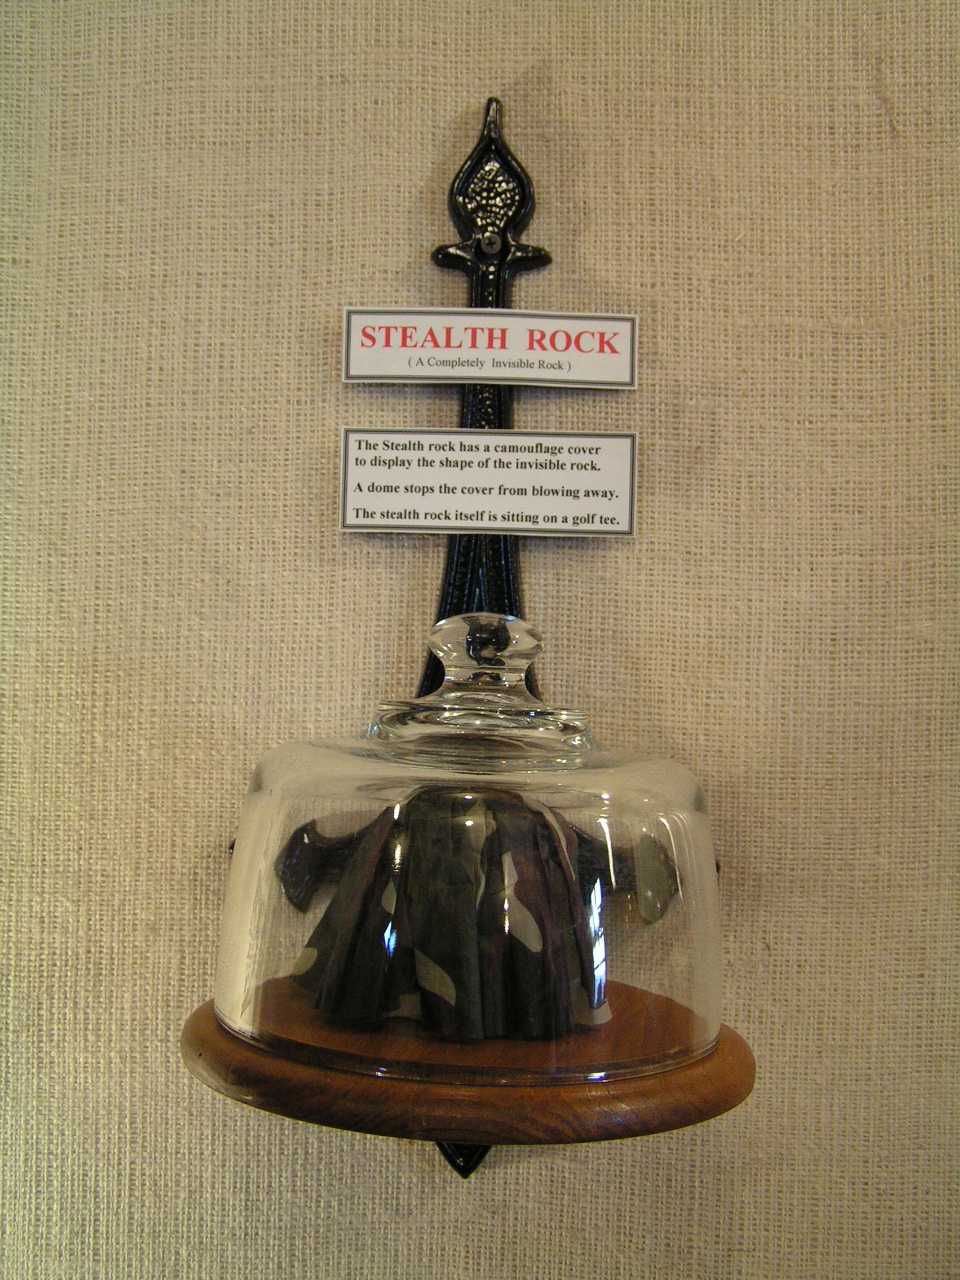 STEALTH ROCK
( A Completely Invisible Rock )
The Stealth rock has a camouflage cover
to display the shape of the invisible rock.
A dome stops the cover from blowing away.
The stealth rock itself is sitting on a golf tee.